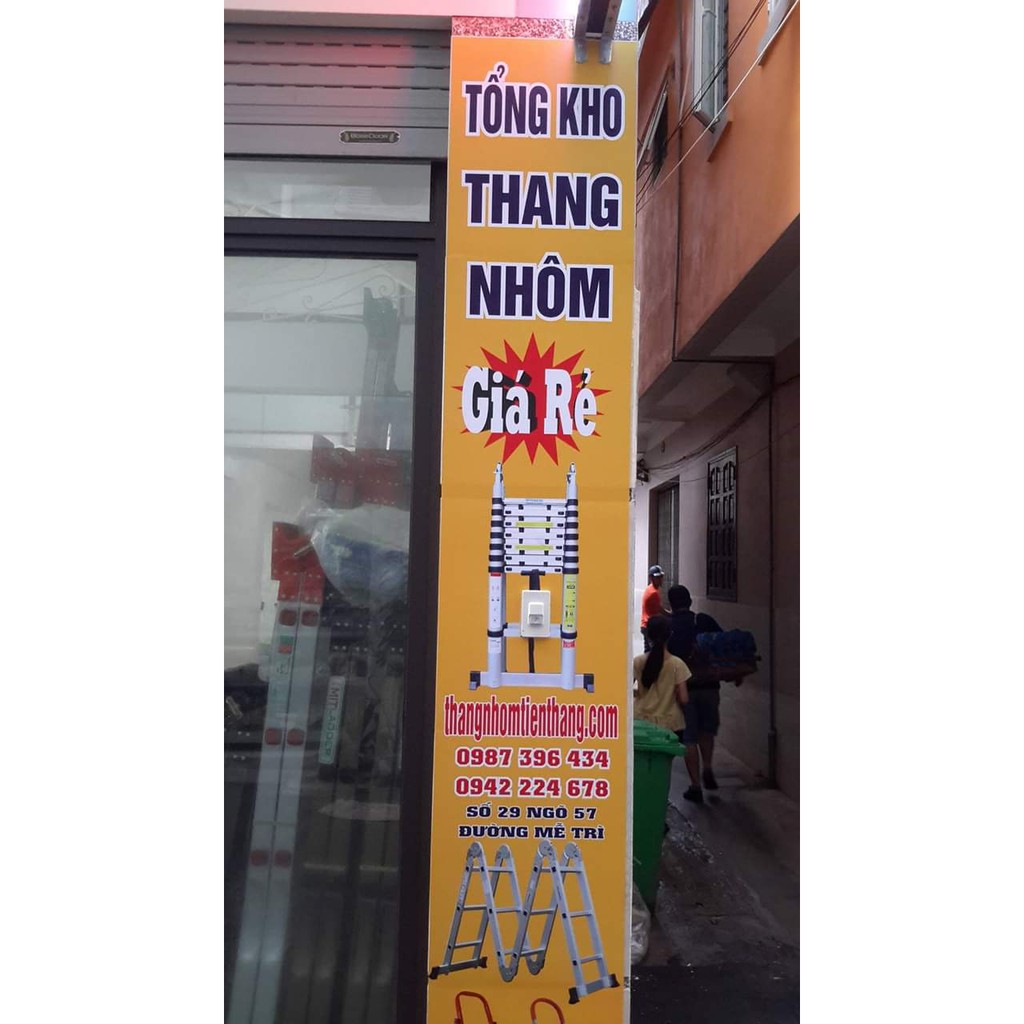 TỔNG KHO
THANG
NHÔM
Giá Rẻ
thangnhomtienthang.com
0987 396 434
0942 224 678
SỐ 29 NGÕ 57
ĐƯỜNG MỄ TRÌ